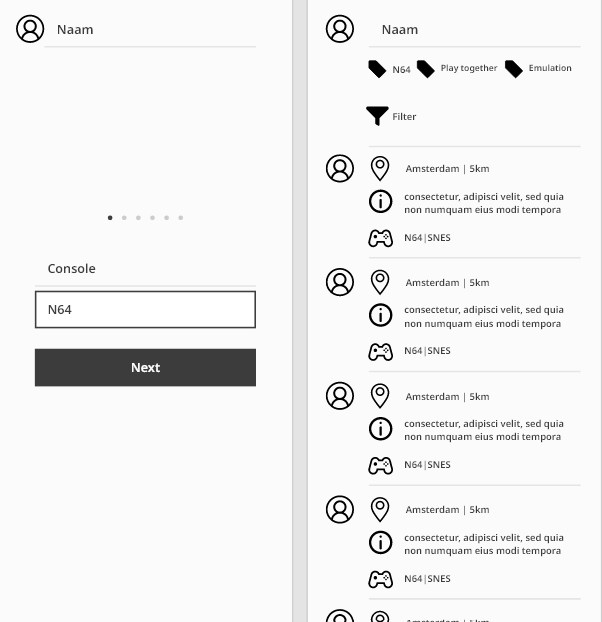 Naam
Console
N64
Next
Naam
N64 Play together Emulation
Filter
Amsterdam | 5km
consectetur, adipisci velit, sed quia
non numquam eius modi tempora
N64|SNES
Amsterdam | 5km
consectetur, adipisci velit, sed quia
non numquam eius modi tempora
N64|SNES
Amsterdam | 5km
consectetur, adipisci velit, sed quia
non numquam eius modi tempora
N64|SNES
Amsterdam | 5km
consectetur, adipisci velit, sed quia
non numquam eius modi tempora
N64|SNES
Amsterdam | 5km